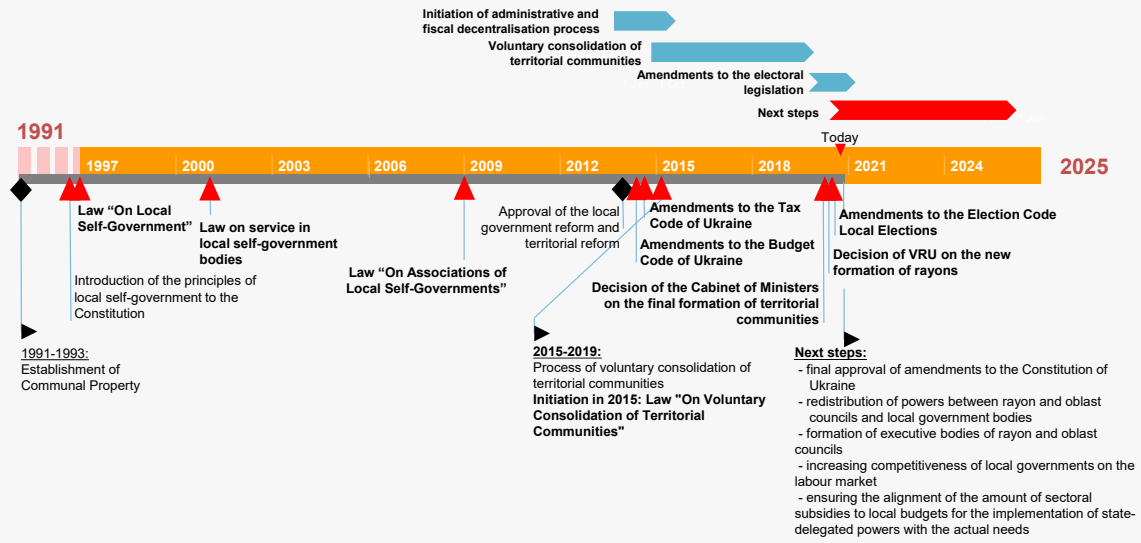 Initiation of administrative and
fiscal decentralisation process
Voluntary consolidation of
territorial communities
Amendments to the electoral
legislation
Next steps
Today
1991
1997
2000
2003
2006
2009
2012
2015
2018
2021
2024
2025
Law “On Local
Self-Government”
Law on service in
local self-government
bodies
Introduction of the principles of
local self-government to the
Constitution
Law “On Associations of
Local Self-Governments”
Approval of the local
government reform and
territorial reform
Amendments to the Tax
Code of Ukraine
Amendments to the Budget
Code of Ukraine
Decision of the Cabinet of Ministers
on the final formation of territorial
communities
Amendments to the Election Code
Local Elections
Decision of VRU on the new
formation of rayons
1991-1993:
Establishment of
Communal Property
2015-2019:
Process of voluntary consolidation of
territorial communities
Initiation in 2015: Law "On Voluntary
Consolidation of Territorial
Communities"
Next steps:
- final approval of amendments to the Constitution of
Ukraine
- redistribution of powers between rayon and oblast
councils and local government bodies
- formation of executive bodies of rayon and oblast
councils
- increasing competitiveness of local governments on the
labour market
- ensuring the alignment of the amount of sectoral
subsidies to local budgets for the implementation of state-
delegated powers with the actual needs